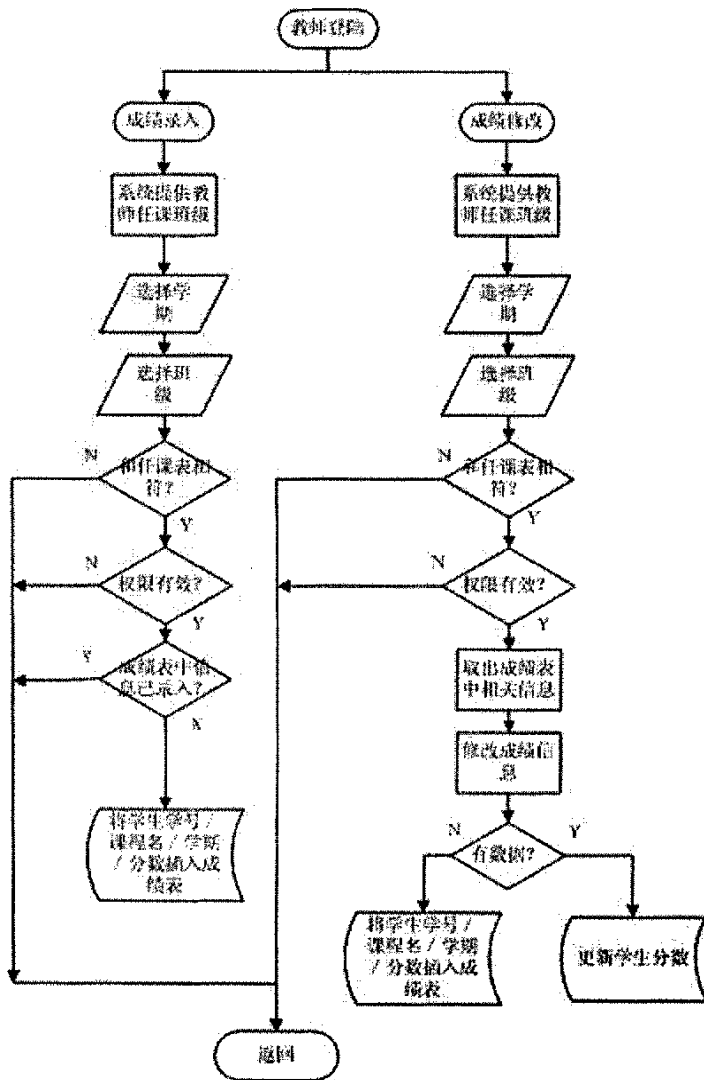 教师登陆
成绩录入
系统提供教
师任课班级
选择学
期
选择班
级
N
和任课表相
符?
Y
N
权限有效?
Y
Y
成绩表中信
息已录入?
N
将学生学号 /
课程名 / 学期
/ 分数插入成
绩表
成绩修改
系统提供教
师任课班级
选择学
期
选择班
级
N
和任课表相
符?
Y
N
权限有效?
Y
取出成绩表
中相关信息
修改成绩信
息
N
有数据?
Y
将学生学号 /
课程名 / 学期
/ 分数插入成
绩表
更新学生分数
返回